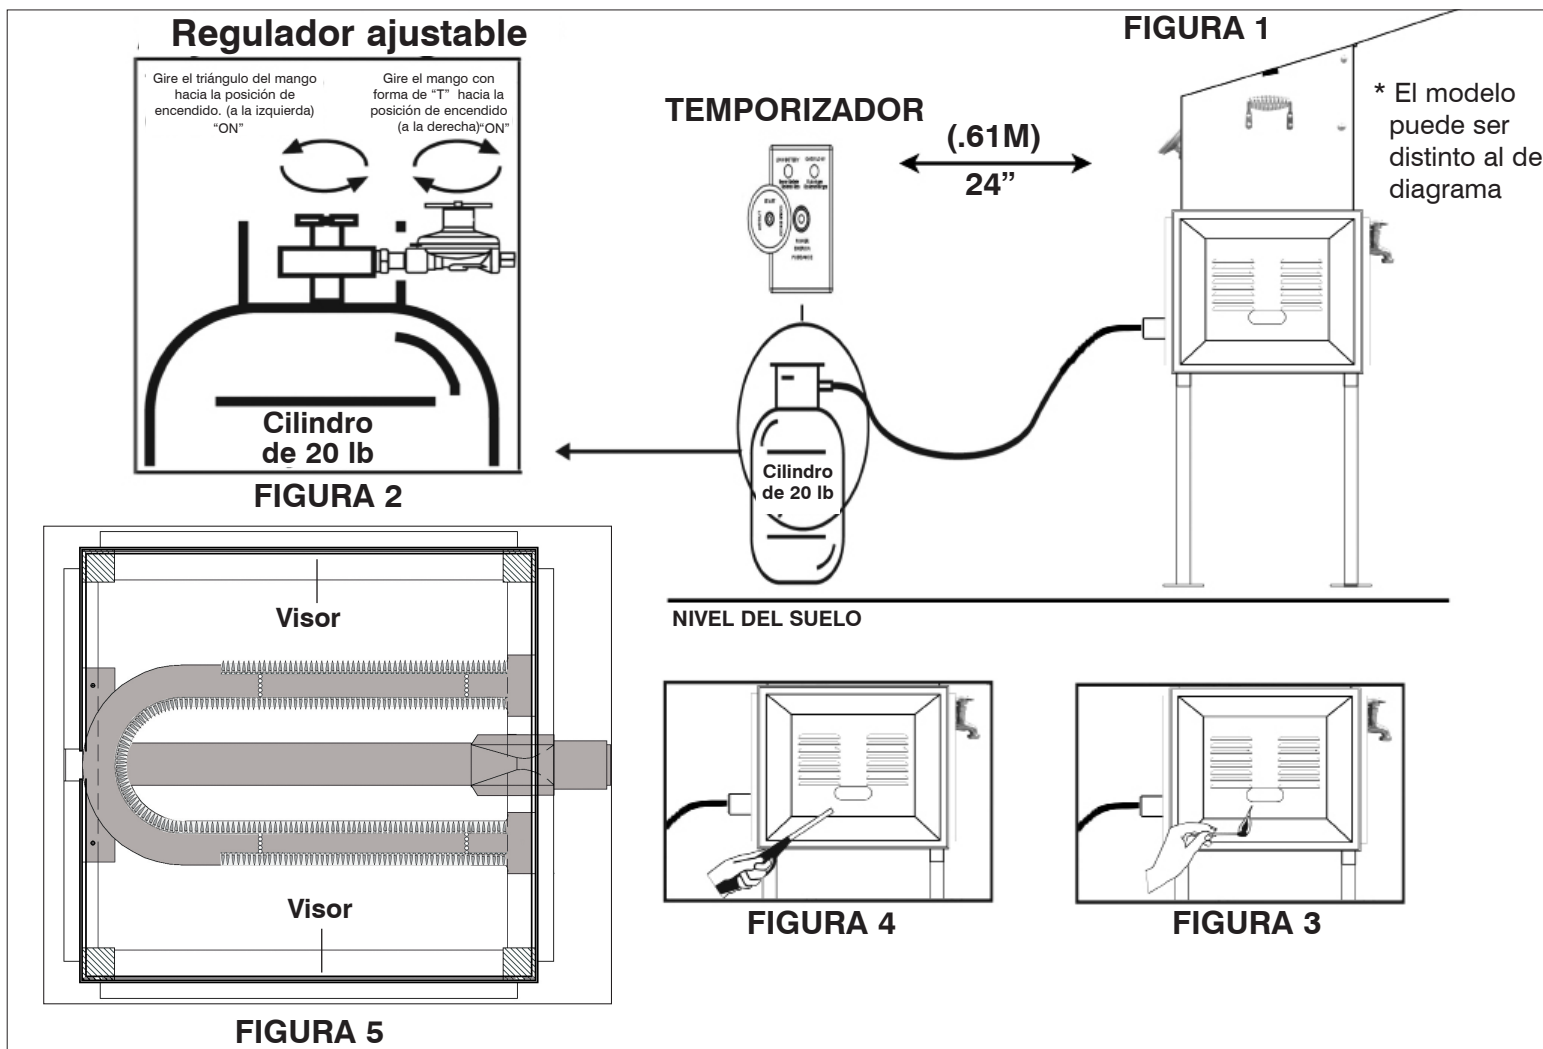 Regulador ajustable
Gire el triángulo del mango
hacia la posición de
encendido. (a la izquierda)
“ON”
Gire el mango con
forma de “T” hacia la
posición de encendido
(a la derecha)“ON”
Cilindro
de 20 lb
FIGURA 2
FIGURA 1
TEMPORIZADOR
(.61M)
24”
* El modelo
puede ser
distinto al de
diagrama
Cilindro
de 20 lb
NIVEL DEL SUELO
Visor
Visor
FIGURA 5
FIGURA 4
FIGURA 3